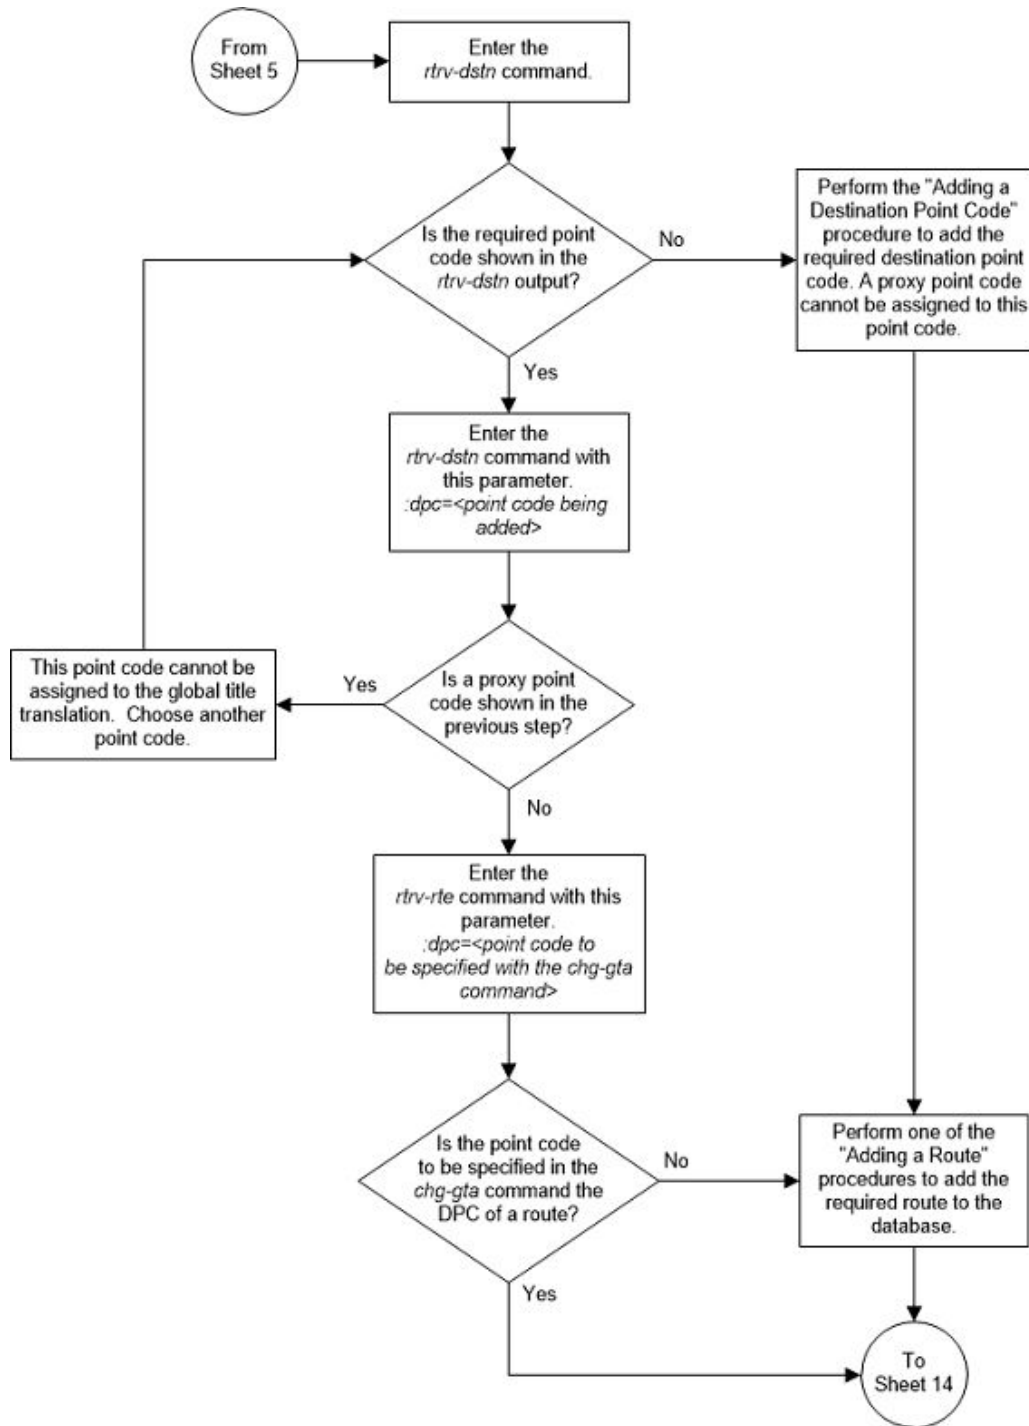 From
Sheet 5
Enter the
rtrv-dstn command.
Is the required point
code shown in the
rtrv-dstn output?
No
Perform the "Adding a
Destination Point Code"
procedure to add the
required destination point
code. A proxy point code
cannot be assigned to this
point code.
Yes
Enter the
rtrv-dstn command with
this parameter.
:dpc=<point code being
added>
Is a proxy point
code shown in the
previous step?
Yes
This point code cannot be
assigned to the global title
translation. Choose another
point code.
No
Enter the
rtrv-rte command with this
parameter.
:dpc=<point code to
be specified with the chg-gta
command>
Is the point code
to be specified in the
chg-gta command the
DPC of a route?
No
Perform one of the
"Adding a Route"
procedures to add the
required route to the
database.
Yes
To
Sheet 14